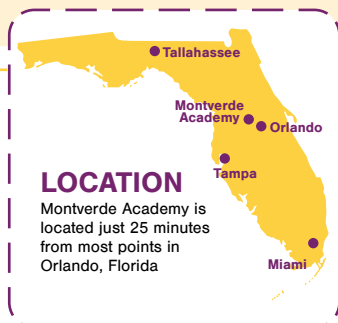 Tallahassee
Montverde
Academy
Orlando
Tampa
LOCATION
Montverde Academy is
located just 25 minutes
from most points in
Orlando, Florida
Miami